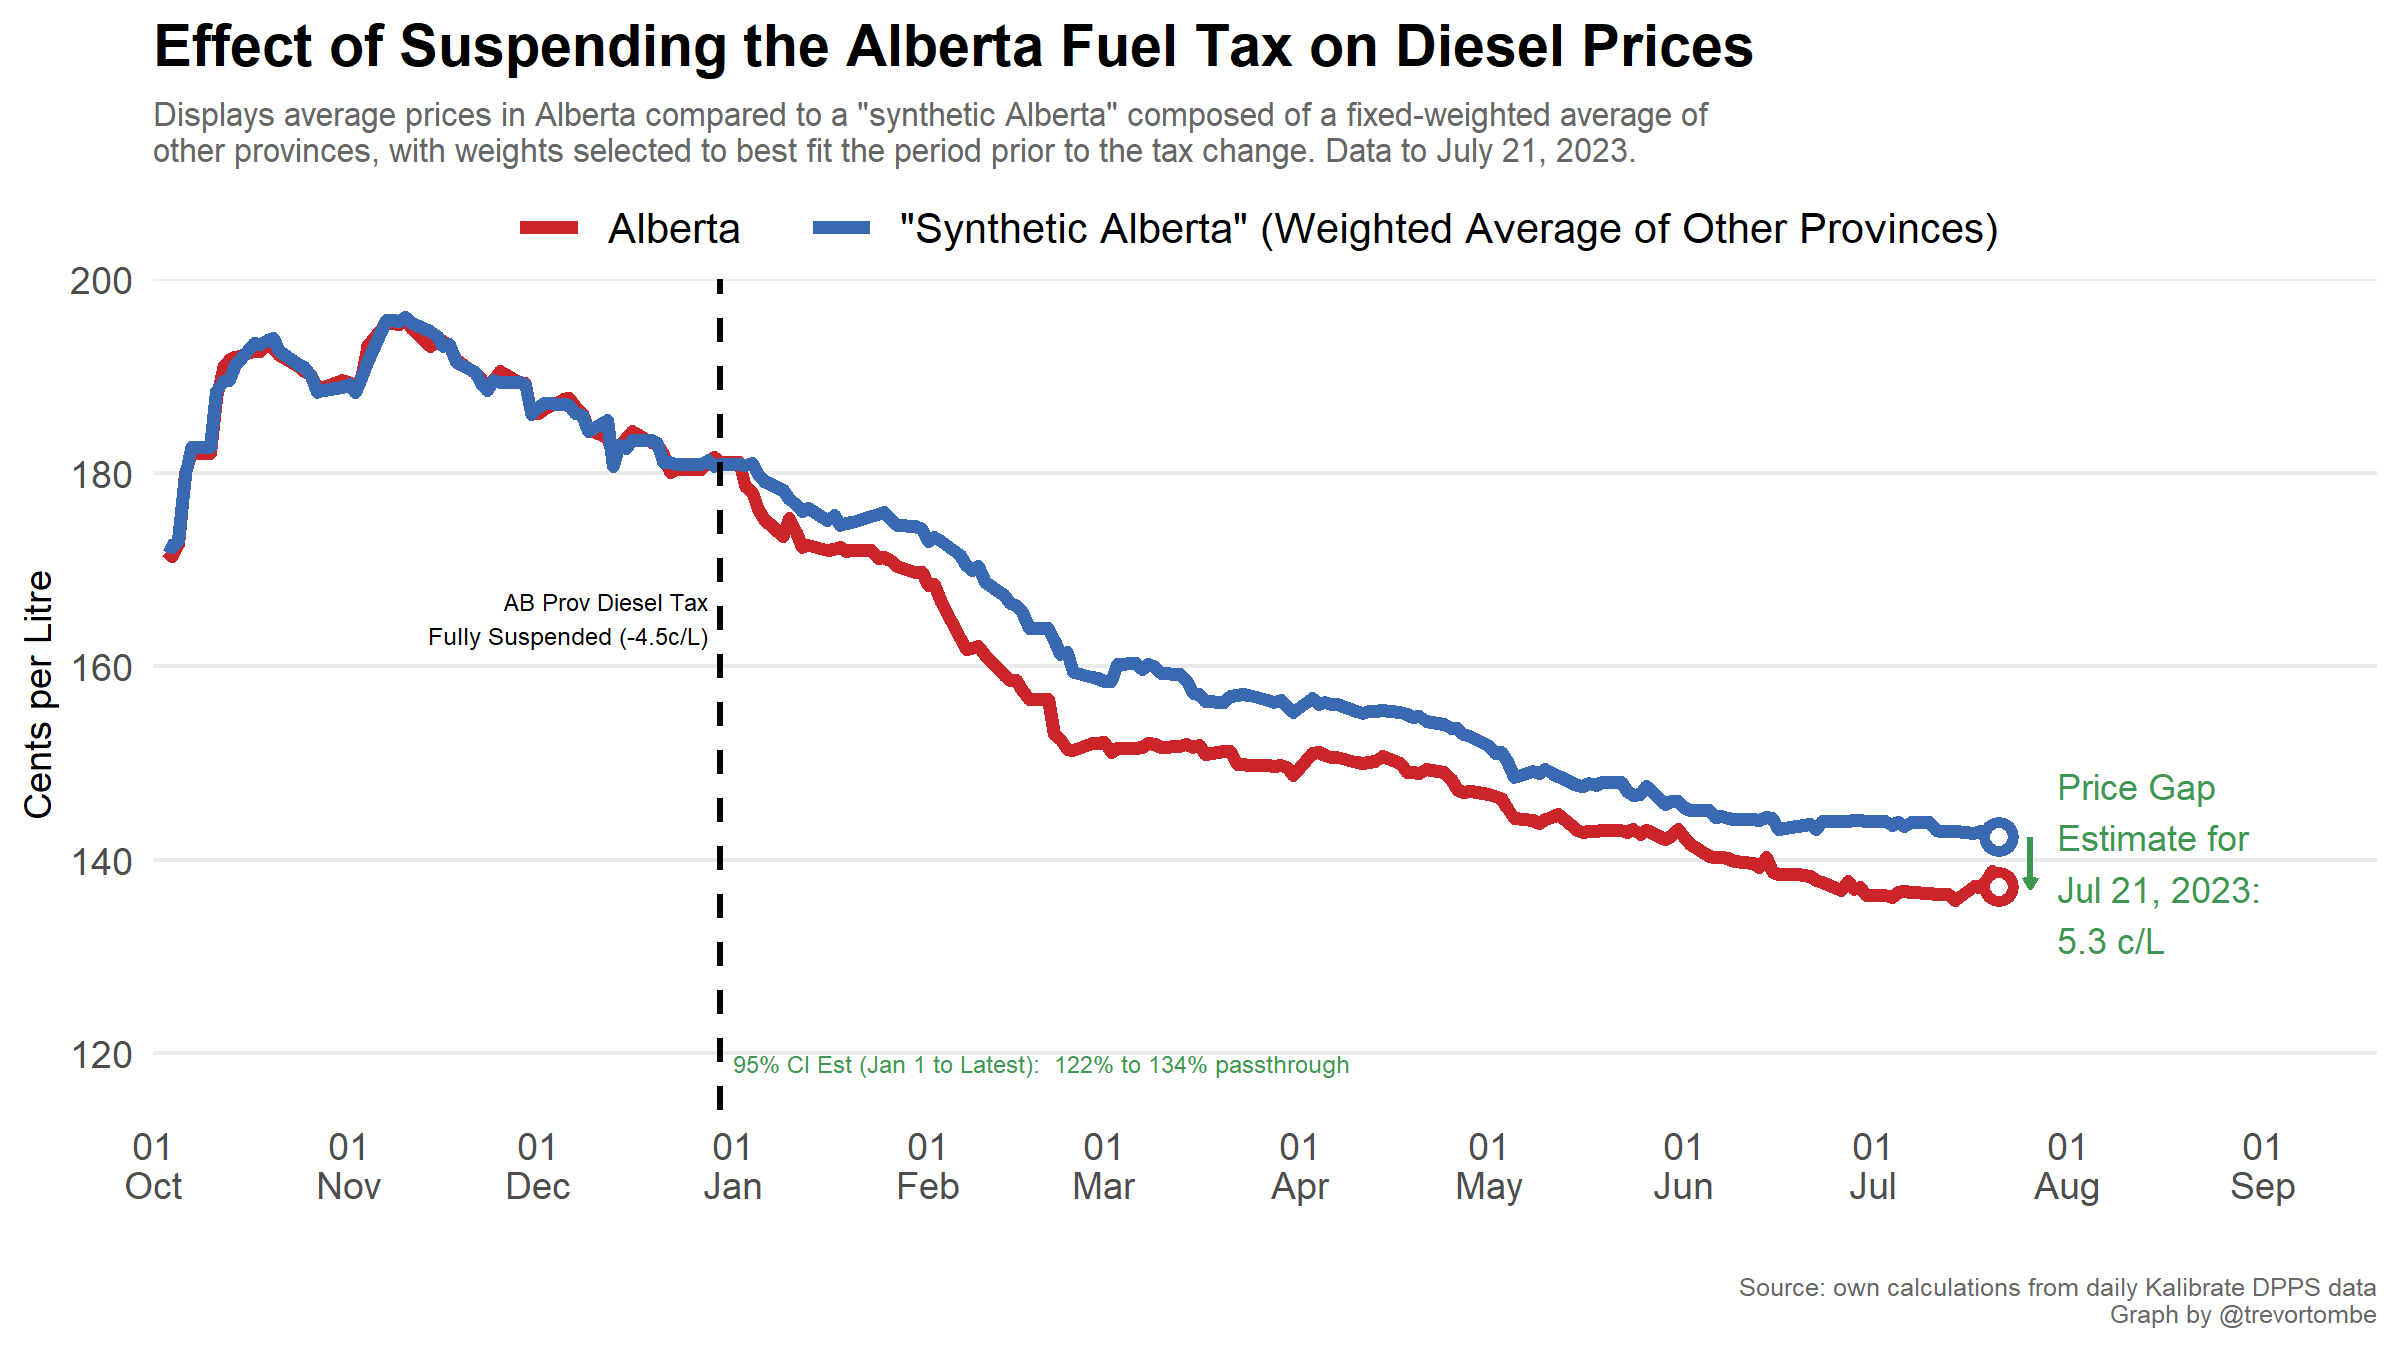 Effect of Suspending the Alberta Fuel Tax on Diesel Prices
Displays average prices in Alberta compared to a "synthetic Alberta" composed of a fixed-weighted average of
other provinces, with weights selected to best fit the period prior to the tax change. Data to July 21, 2023.
Alberta
"Synthetic Alberta" (Weighted Average of Other Provinces)
Cents per Litre
200
180
160
140
120
AB Prov Diesel Tax
Fully Suspended (-4.5c/L)
Price Gap
Estimate for
Jul 21, 2023:
5.3 c/L
95% CI Est (Jan 1 to Latest):  122% to 134% passthrough
01 01 01 01 01 01 01 01 01 01 01 01
Oct Nov Dec Jan Feb Mar Apr May Jun Jul Aug Sep
Source: own calculations from daily Kalibrate DPPS data
Graph by @trevortombe